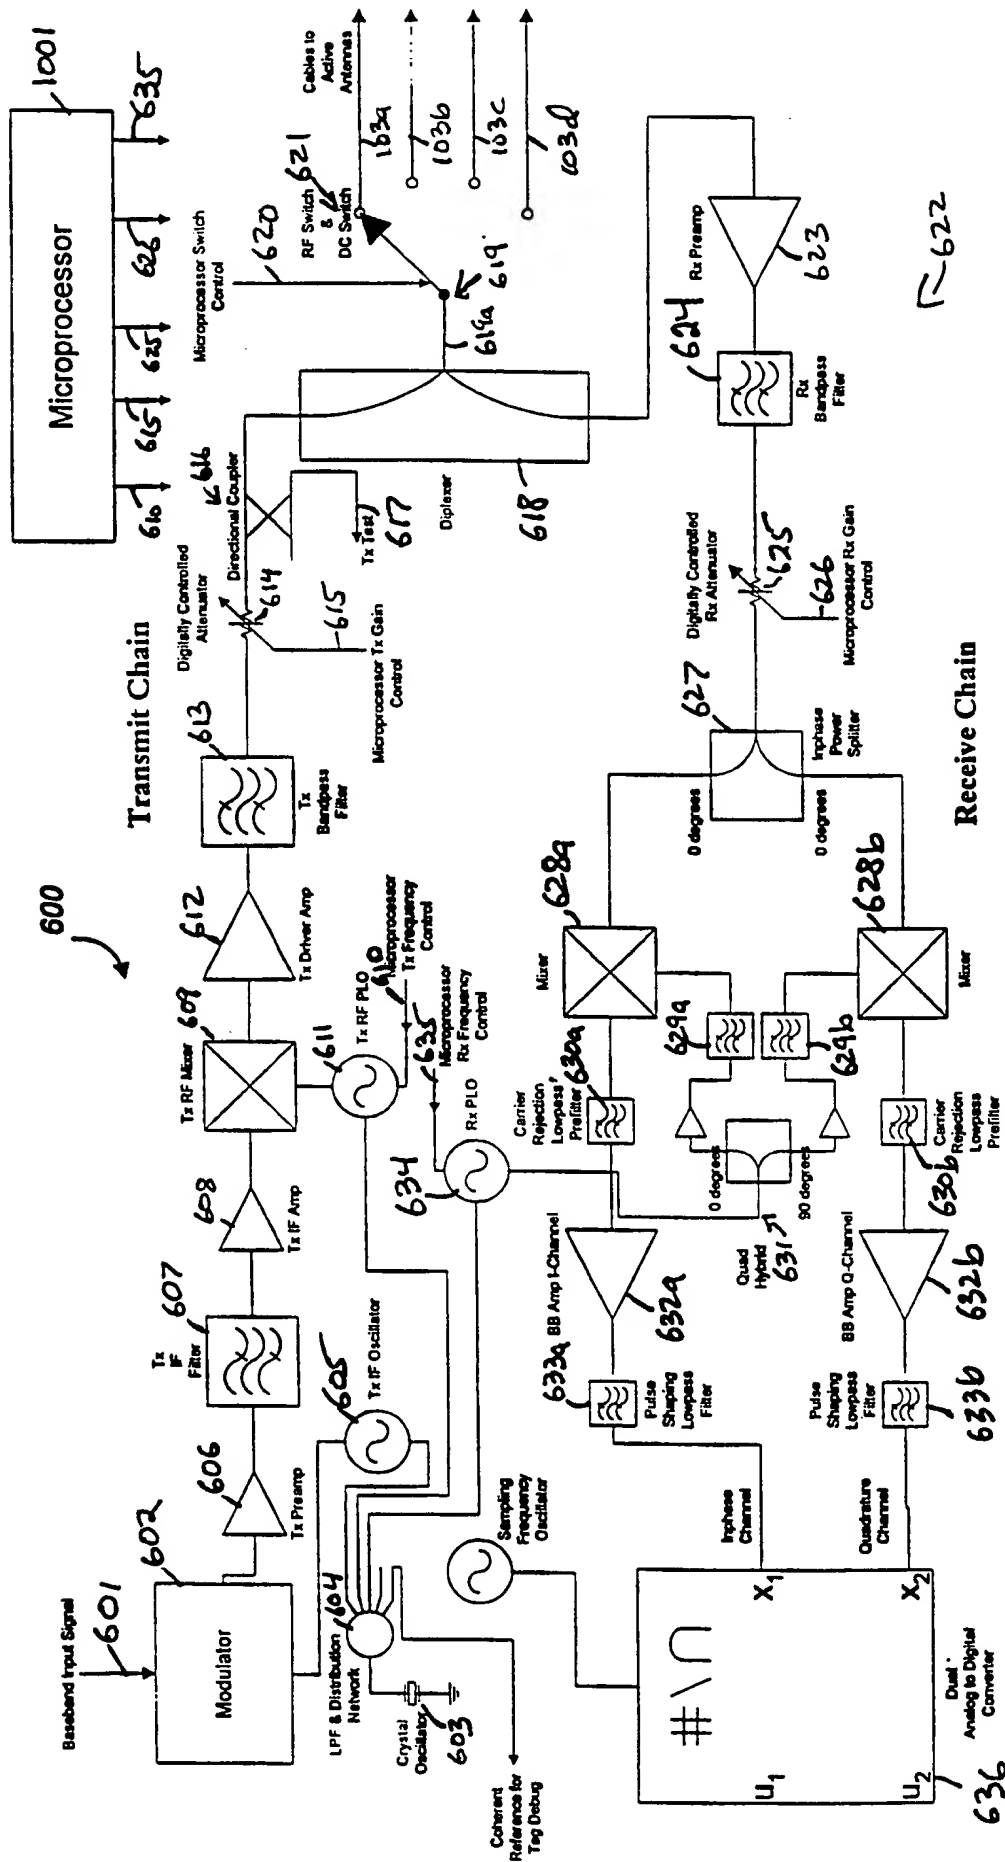 600
Transmit Chain
Microprocessor
1001
610
615
625
626
635
Baseband Input Signal
601
Modulator
602
606
Tx Preamp
Tx
IF
Filter
607
608
Tx IF Amp
Tx RF Mixer
609
612
Tx Driver Amp
613
Tx
Bandpass
Filter
Digitally Controlled
Attenuator
614
615
Microprocessor Tx Gain
Control
Directional Coupler
616
Tx Test
617
Diplexer
618
619a
619
Microprocessor Switch
Control
620
RF Switch
&
DC Switch
621
Cables to
Active
Antennas
103a
103b
103c
103d
LPF & Distribution
Network
604
Crystal
Oscillator
603
Coherent
Reference for
Tag Debug
605
Tx IF Oscillator
611
Tx RF PLO
610
Microprocessor
Tx Frequency
Control
635
Microprocessor
Rx Frequency
Control
Rx PLO
634
Sampling
Frequency
Oscillator
622
Rx Preamp
623
624
Rx
Bandpass
Filter
Digitally Controlled
Rx Attenuator
625
626
Microprocessor Rx Gain
Control
627
Inphase
Power
Splitter
0 degrees
0 degrees
Mixer
628a
628b
Mixer
629a
629b
Carrier
Rejection
Lowpass
Prefilter
630a
0 degrees
90 degrees
Quad
Hybrid
631
630b
Carrier
Rejection
Lowpass
Prefilter
BB Amp I-Channel
632a
BB Amp Q-Channel
632b
633a
Pulse
Shaping
Lowpass
Filter
Pulse
Shaping
Lowpass
Filter
633b
Inphase
Channel
Quadrature
Channel
# \ ∩
u1
x1
u2
x2
Dual
Analog to Digital
Converter
636
Receive Chain